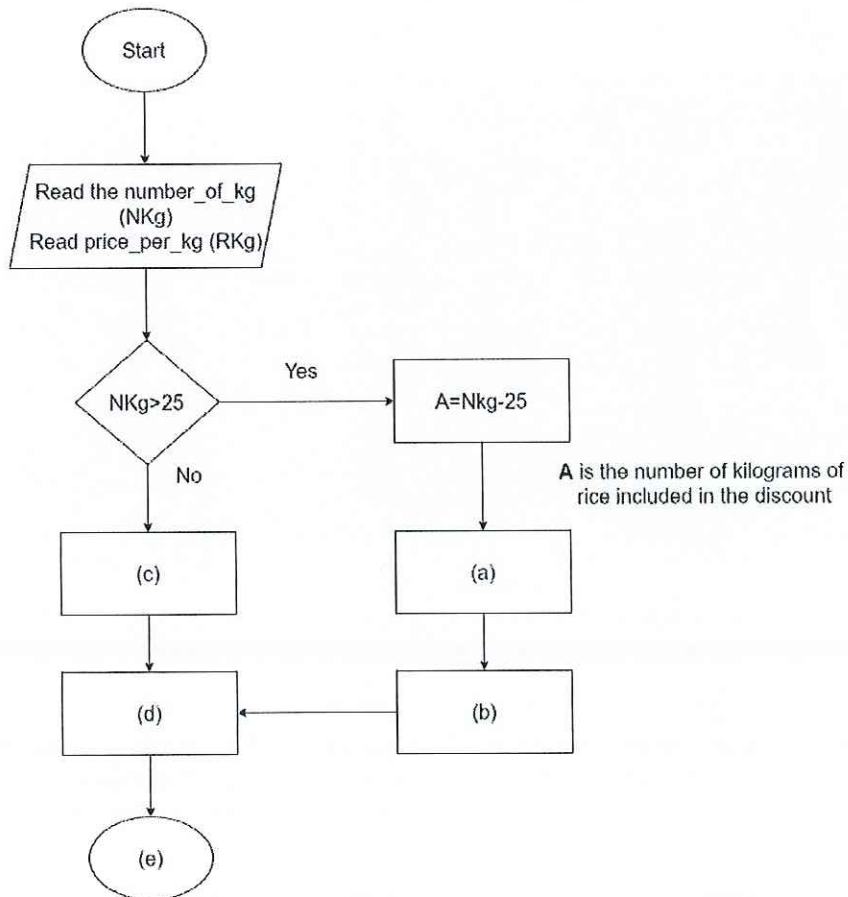 Start
Read the number_of_kg
(NKg)
Read price_per_kg (RKg)
NKg>25
Yes
A=Nkg-25
No
A is the number of kilograms of
rice included in the discount
(c)
(a)
(d)
(b)
(e)